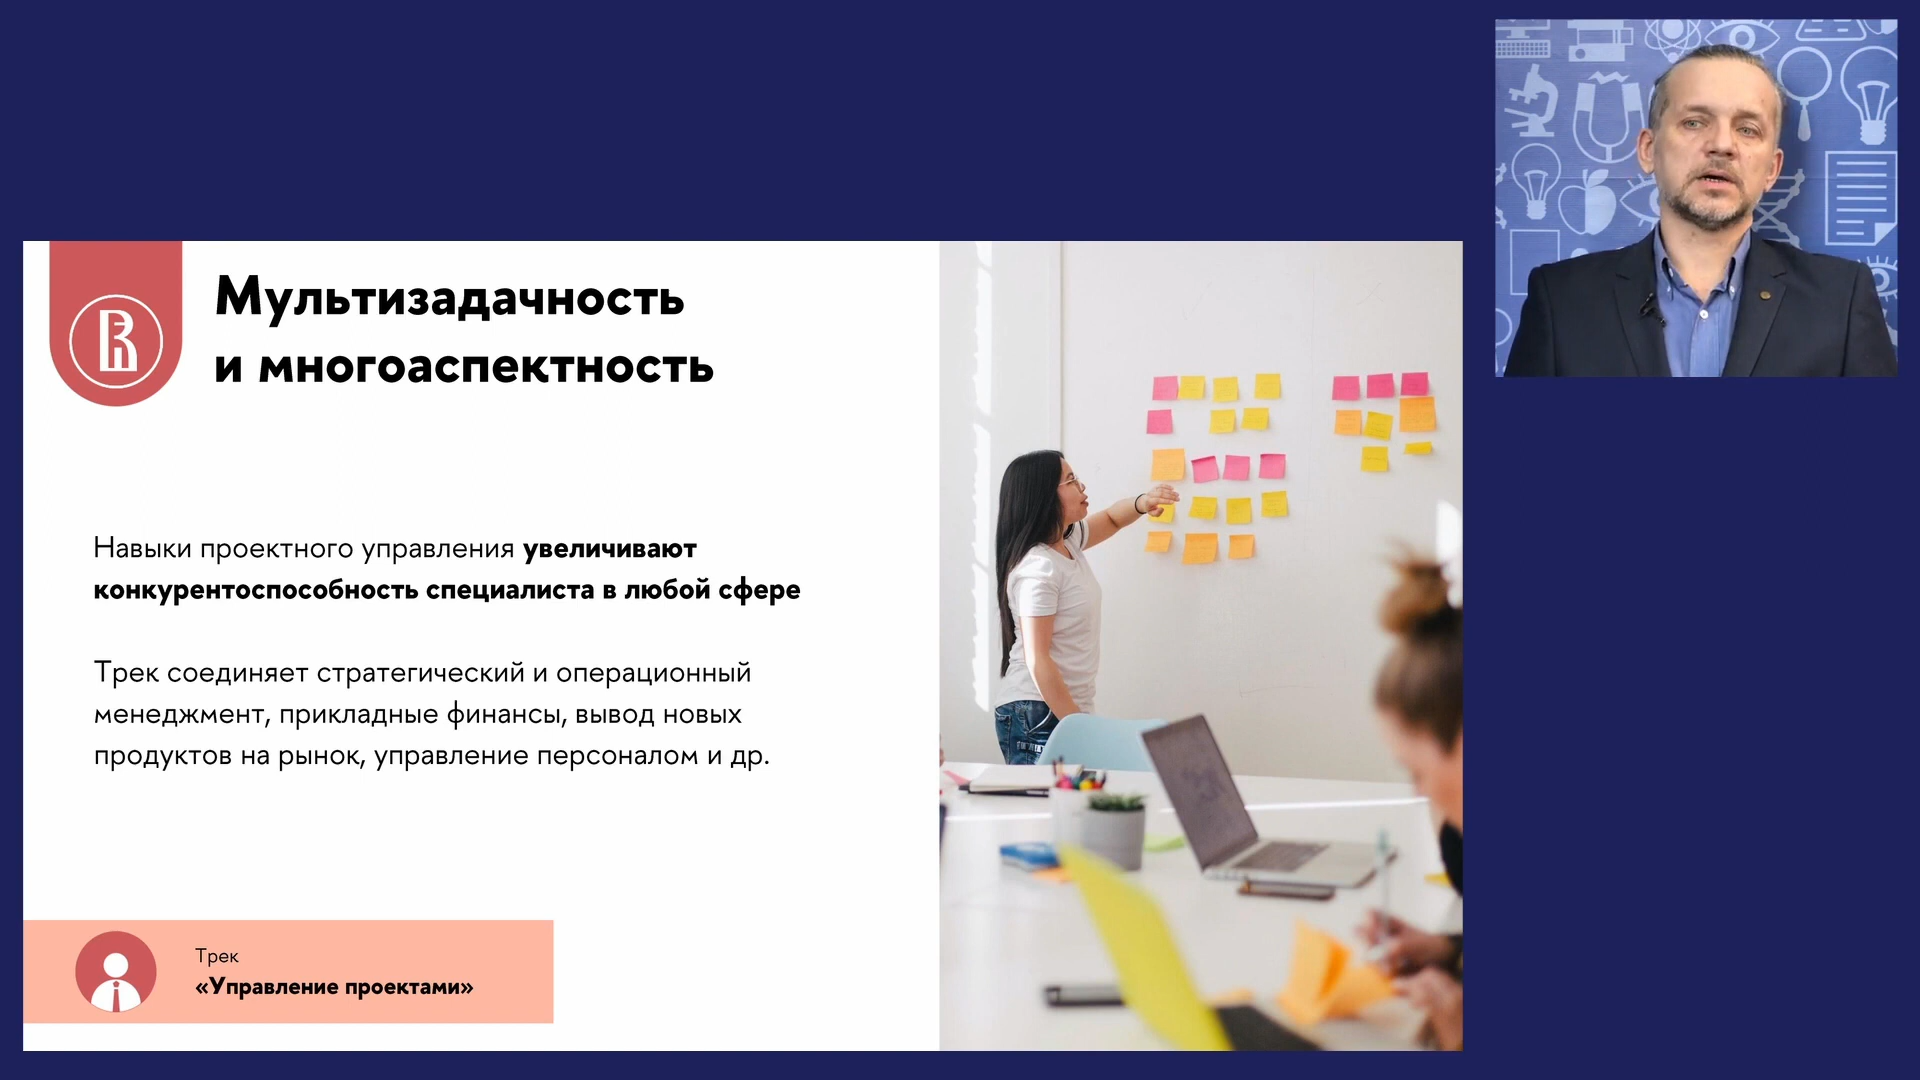 Мультизадачность
и многоаспектность
Навыки проектного управления увеличивают
конкурентоспособность специалиста в любой сфере
Трек соединяет стратегический и операционный
менеджмент, прикладные финансы, вывод новых
продуктов на рынок, управление персоналом и др.
Трек
«Управление проектами»